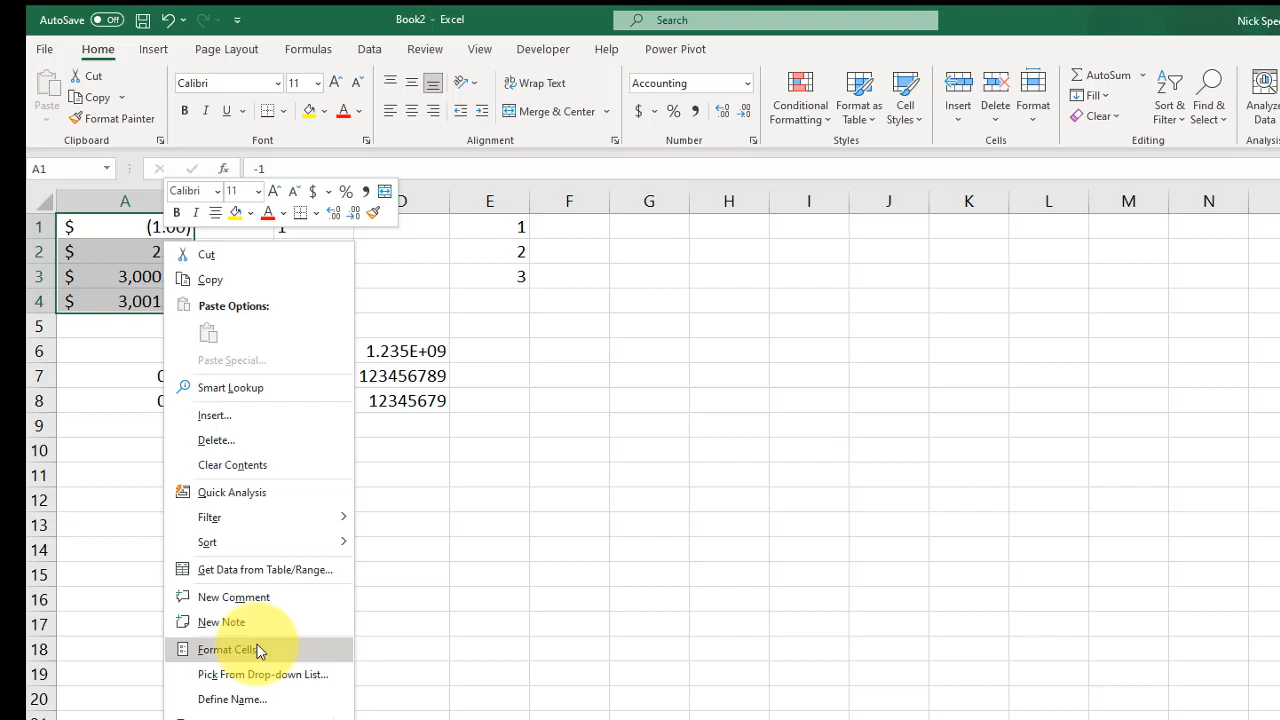 AutoSave Off Book2 - Excel Search Nick Spe
File Home Insert Page Layout Formulas Data Review View Developer Help Power Pivot
Paste Cut Copy Format Painter Clipboard
Calibri 11 B I U A Font
Wrap Text Merge & Center Alignment
Accounting $ % , Number
Conditional Formatting Format as Table Cell Styles Styles
Insert Delete Format Cells
AutoSum Fill Clear Sort & Filter Find & Select Editing
Analyze Data Analysis
A1 fx -1
Calibri 11 A A $ % ,
B I A
A D E F G H I J K L M N
1 $ (1.00) 1 1
2 $ 2 2
3 $ 3,000 3
4 $ 3,001
5
6 1.235E+09
7 0 123456789
8 0 12345679
9
10
11
12
13
14
15
16
17
18
19
20
Cut
Copy
Paste Options:
Paste Special...
Smart Lookup
Insert...
Delete...
Clear Contents
Quick Analysis
Filter
Sort
Get Data from Table/Range...
New Comment
New Note
Format Cells
Pick From Drop-down List...
Define Name...